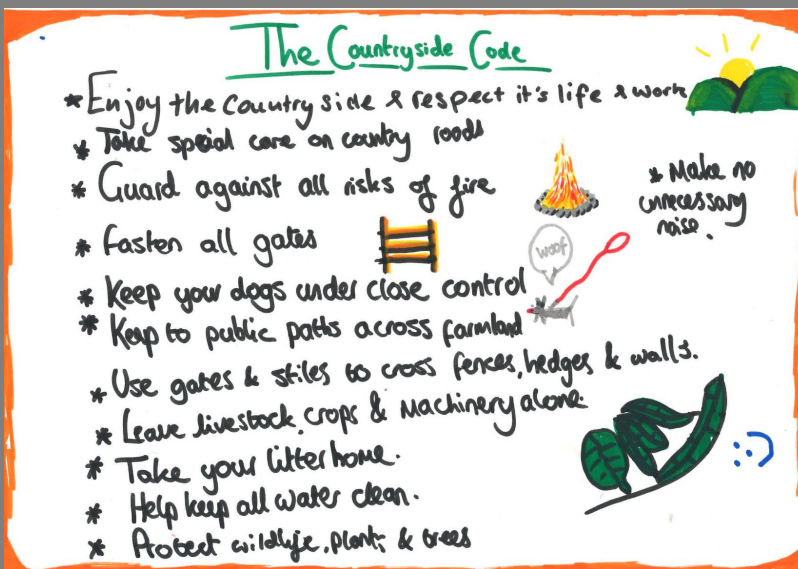 The Countryside Code
* Enjoy the country side & respect it's life & work
* Take special care on country roads
* Guard against all risks of fire
* Make no
unnecessary
noise.
* Fasten all gates
woof
* Keep your dogs under close control
* Keep to public paths across farmland
* Use gates & stiles to cross fences, hedges & walls.
* Leave livestock, crops & Machinery alone.
* Take your litter home.
* Help keep all water clean.
* Protect wildlife, plants & trees
:-)